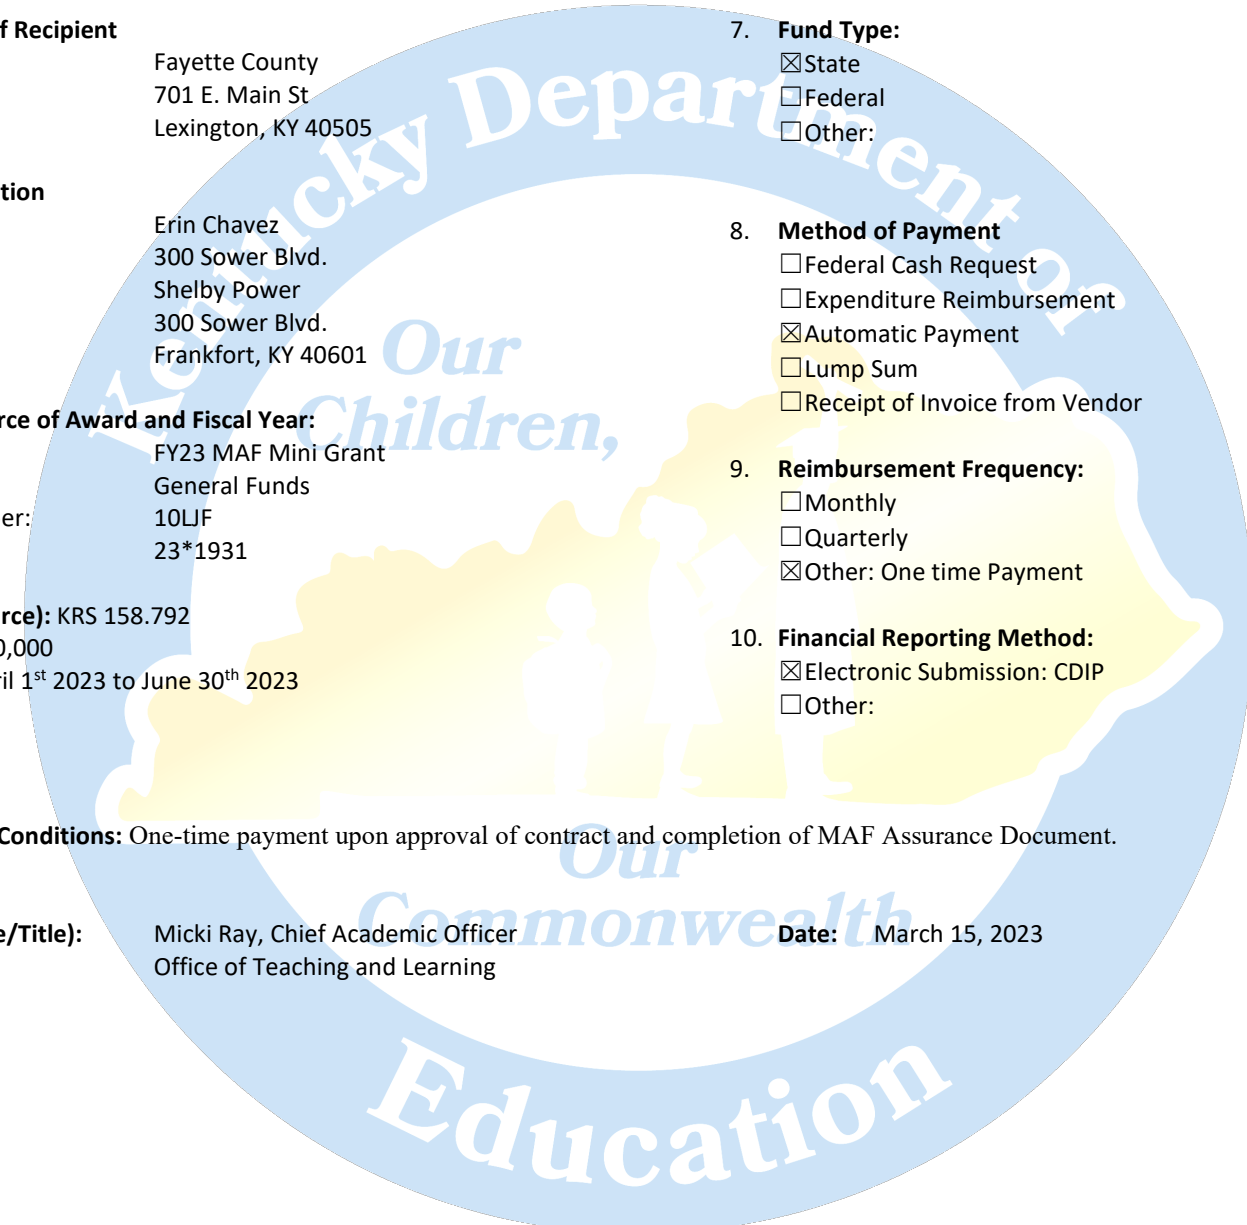 f Recipient
Fayette County
701 E. Main St
Lexington, KY 40505
tion
Erin Chavez
300 Sower Blvd.
Shelby Power
300 Sower Blvd.
Frankfort, KY 40601
rce of Award and Fiscal Year:
FY23 MAF Mini Grant
General Funds
er: 10LJF
23*1931
rce): KRS 158.792
0,000
ril 1st 2023 to June 30th 2023
7. Fund Type:
☒State
☐Federal
☐Other:
8. Method of Payment
☐Federal Cash Request
☐Expenditure Reimbursement
☒Automatic Payment
☐Lump Sum
☐Receipt of Invoice from Vendor
9. Reimbursement Frequency:
☐Monthly
☐Quarterly
☒Other: One time Payment
10. Financial Reporting Method:
☒Electronic Submission: CDIP
☐Other:
Conditions: One-time payment upon approval of contract and completion of MAF Assurance Document.
e/Title): Micki Ray, Chief Academic Officer Date: March 15, 2023
Office of Teaching and Learning
Kentucky Department of
Our
Children,
Our
Commonwealth
Education